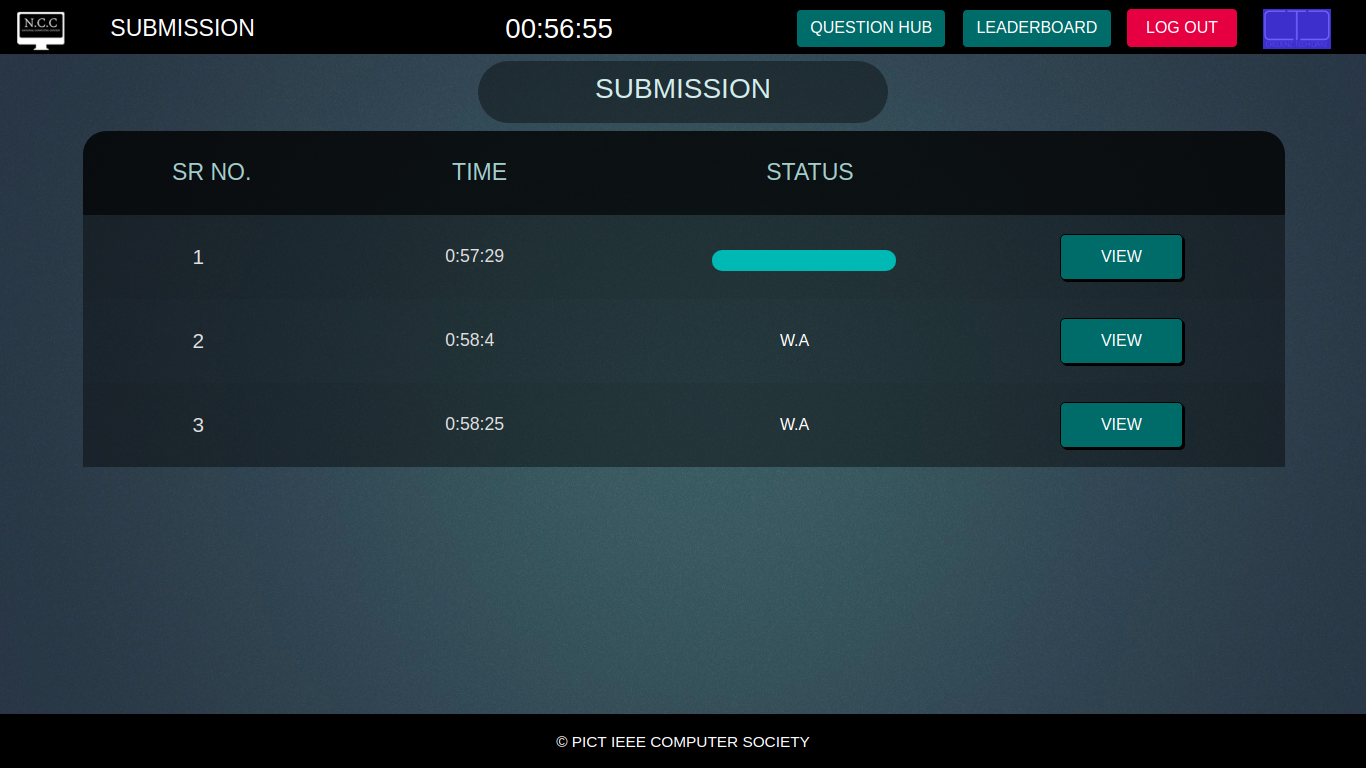 N.C.C
SUBMISSION
00:56:55
QUESTION HUB
LEADERBOARD
LOG OUT
SUBMISSION
SR NO. TIME STATUS
1 0:57:29 VIEW
2 0:58:4 W.A VIEW
3 0:58:25 W.A VIEW
© PICT IEEE COMPUTER SOCIETY